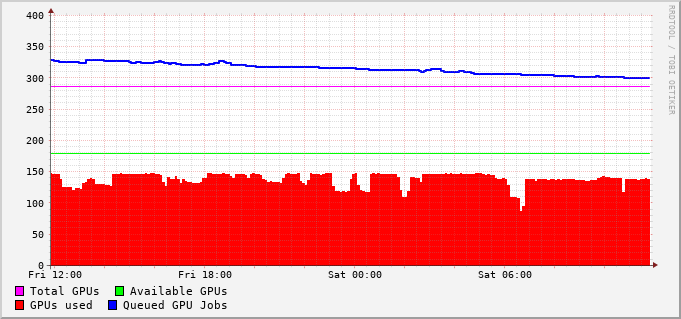 400
350
300
250
200
150
100
50
0
Fri 12:00 Fri 18:00 Sat 00:00 Sat 06:00
Total GPUs Available GPUs
GPUs used Queued GPU Jobs
RRDTOOL / TOBI OETIKER